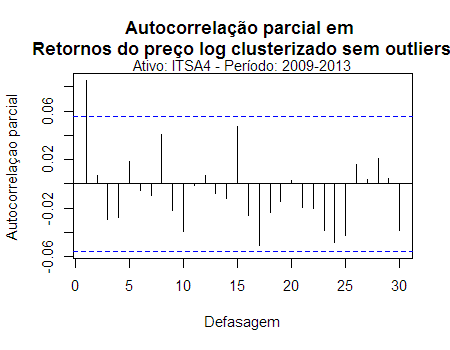 Autocorrelação parcial em
Retornos do preço log clusterizado sem outliers
Ativo: ITSA4 - Período: 2009-2013
Autocorrelaçao parcial
0.06
0.02
-0.02
-0.06
0 5 10 15 20 25 30
Defasagem